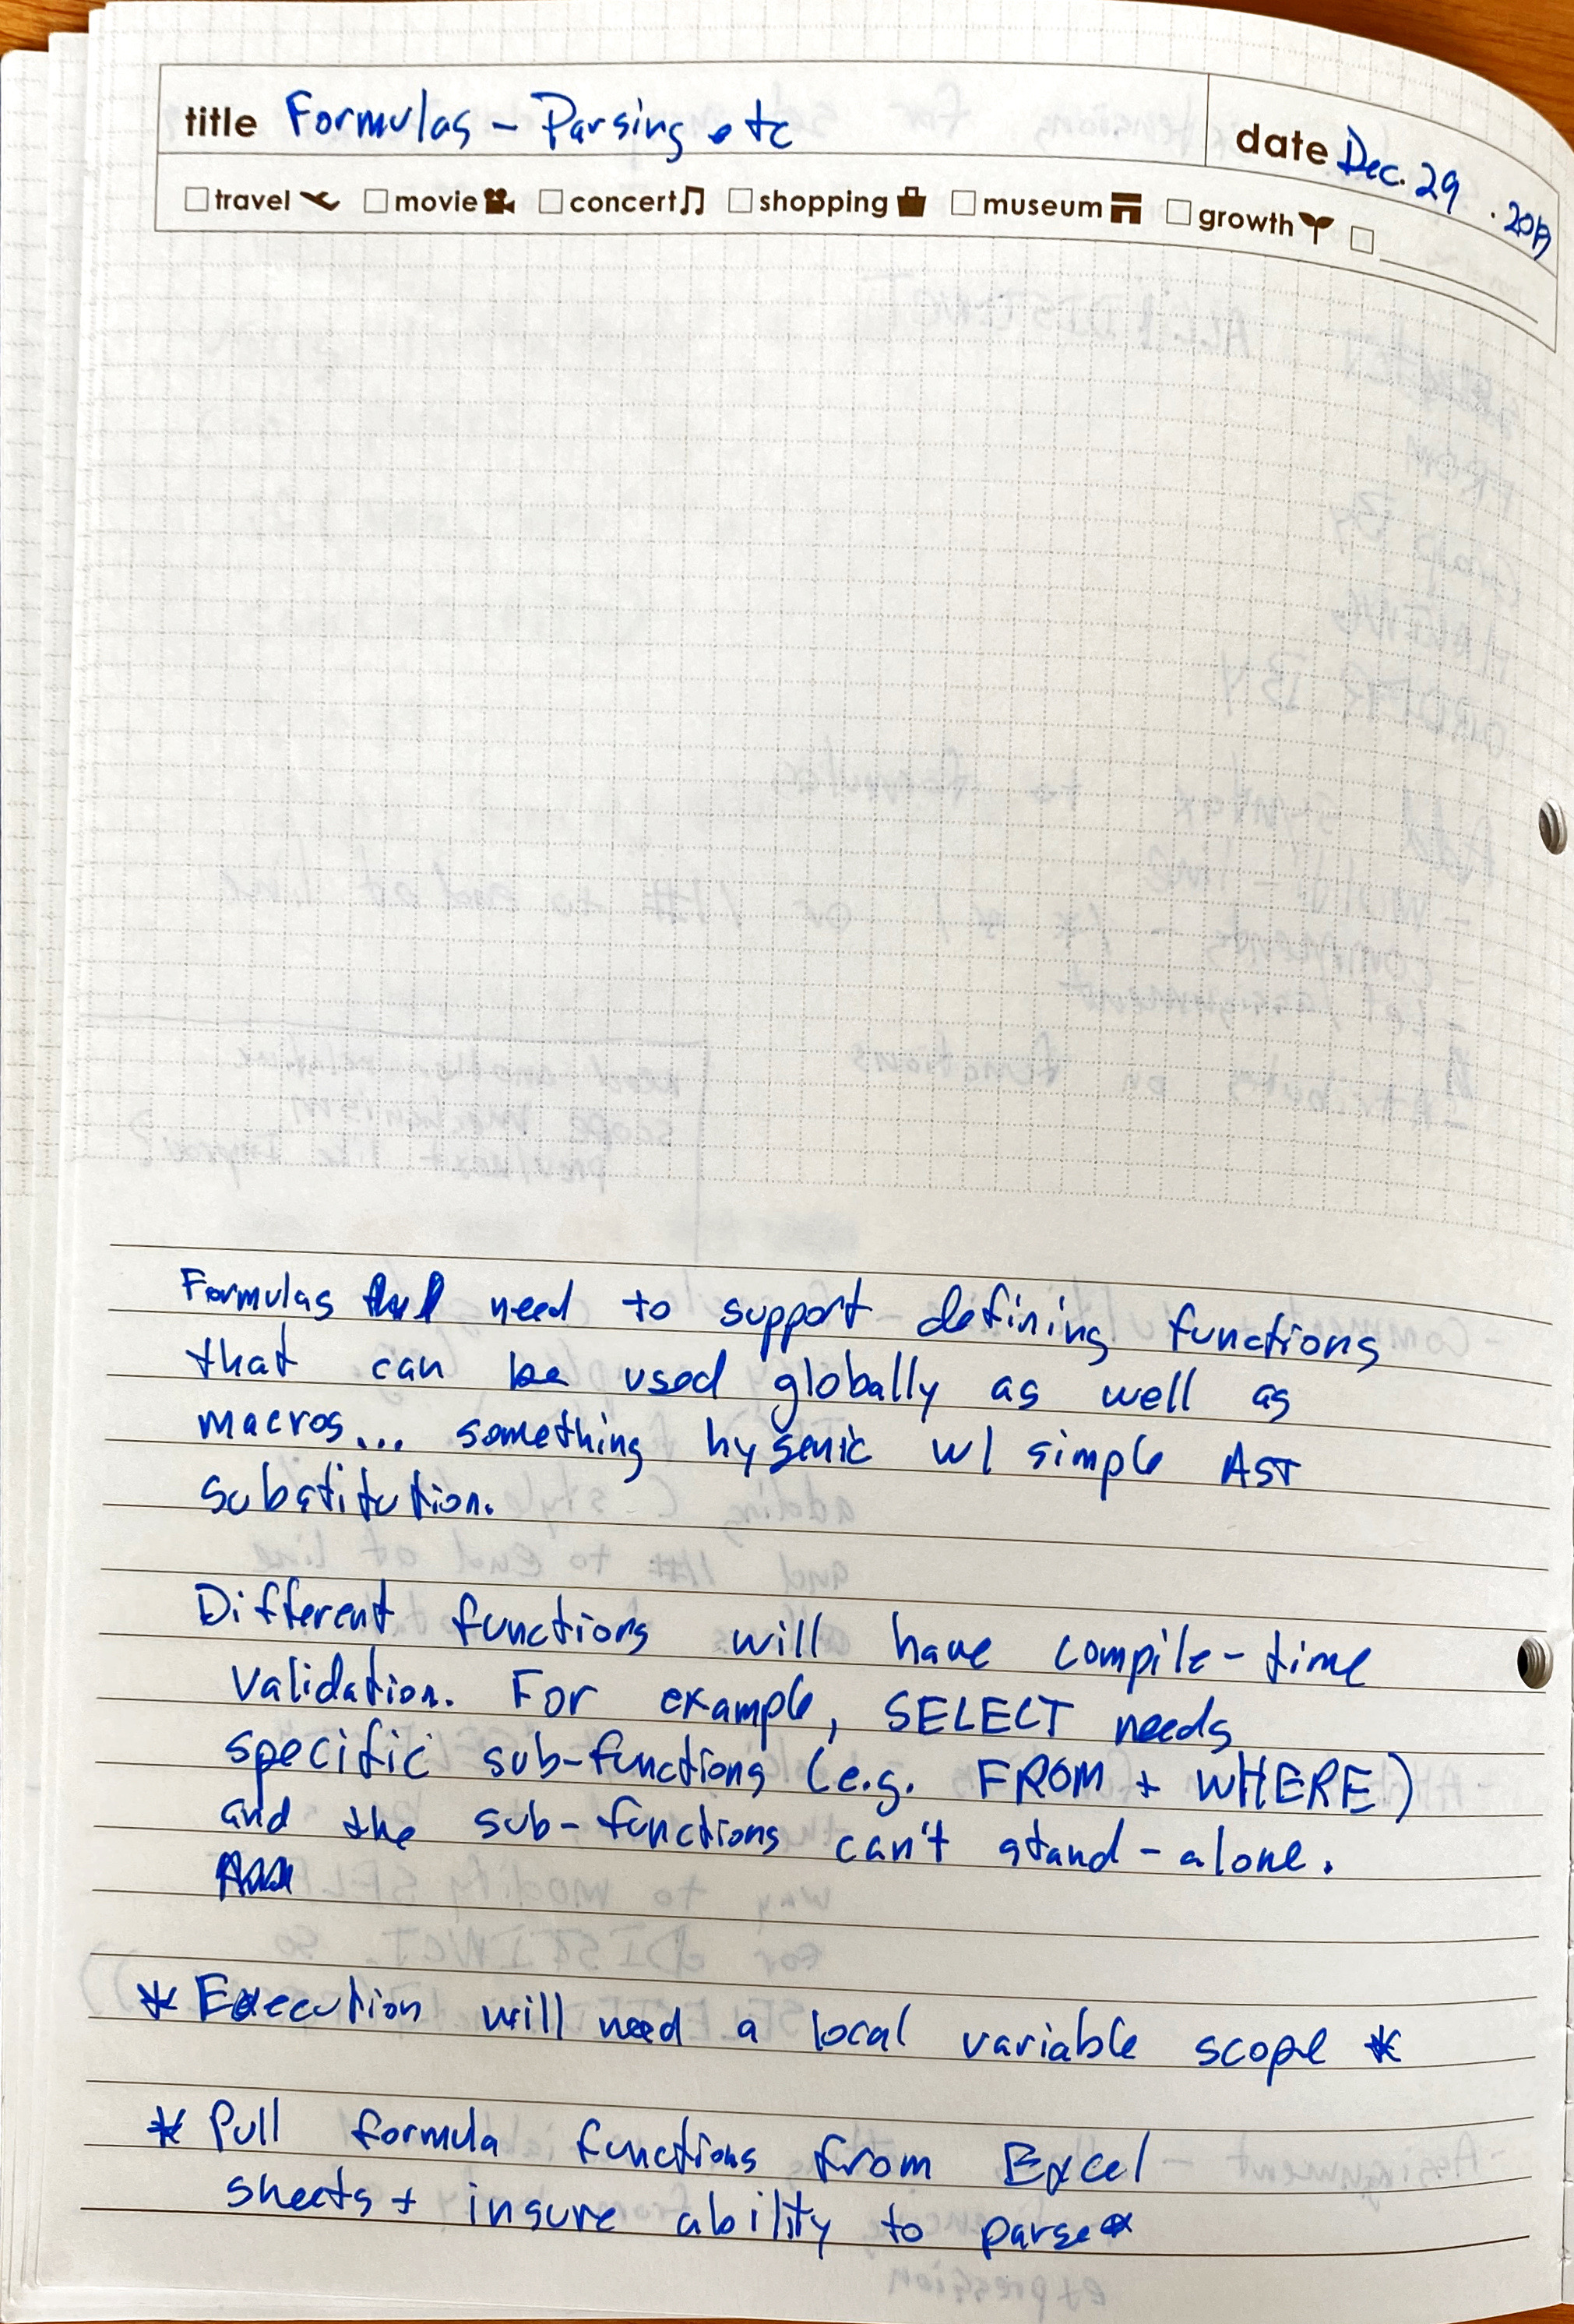 title Formulas - Parsing etc
date Dec. 29
travel movie concert shopping museum growth
Formulas need to support defining functions
that can be used globally as well as
macros... something hygenic w/ simple AST
substitution.
Different functions will have compile-time
validation. For example, SELECT needs
specific sub-functions (e.g. FROM + WHERE)
and the sub-functions can't stand-alone.
* Execution will need a local variable scope *
* Pull formula functions from Excel
sheets + insure ability to parse *